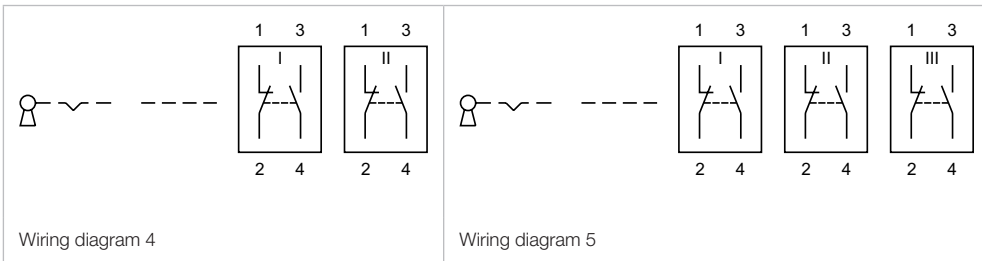 1 3 1 3
I II
2 4 2 4
Wiring diagram 4
1 3 1 3 1 3
I II III
2 4 2 4 2 4
Wiring diagram 5